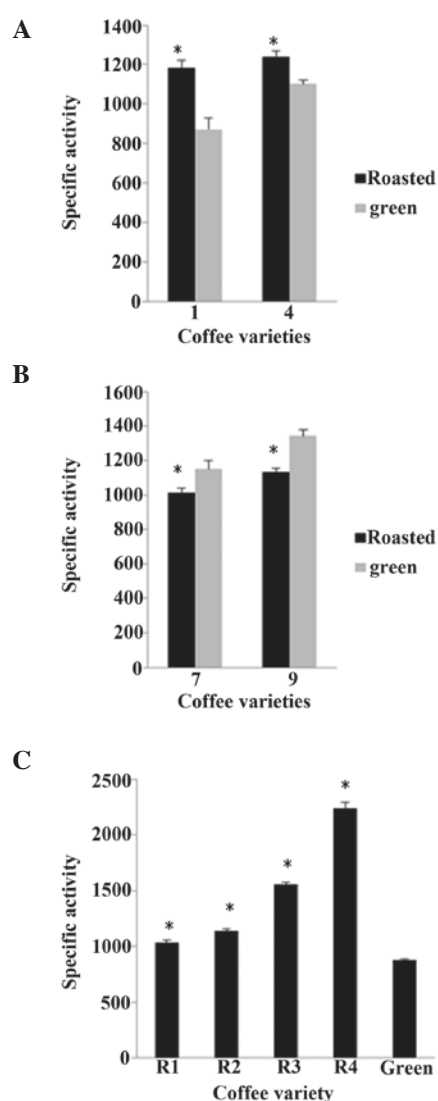 A
1400
1200
1000
800
600
400
200
0
Specific activity
*
*
1
4
Coffee varieties
Roasted
green
B
1600
1400
1200
1000
800
600
400
200
0
Specific activity
*
*
7
9
Coffee varieties
Roasted
green
C
2500
2000
1500
1000
500
0
Specific activity
*
*
*
*
R1 R2 R3 R4 Green
Coffee variety